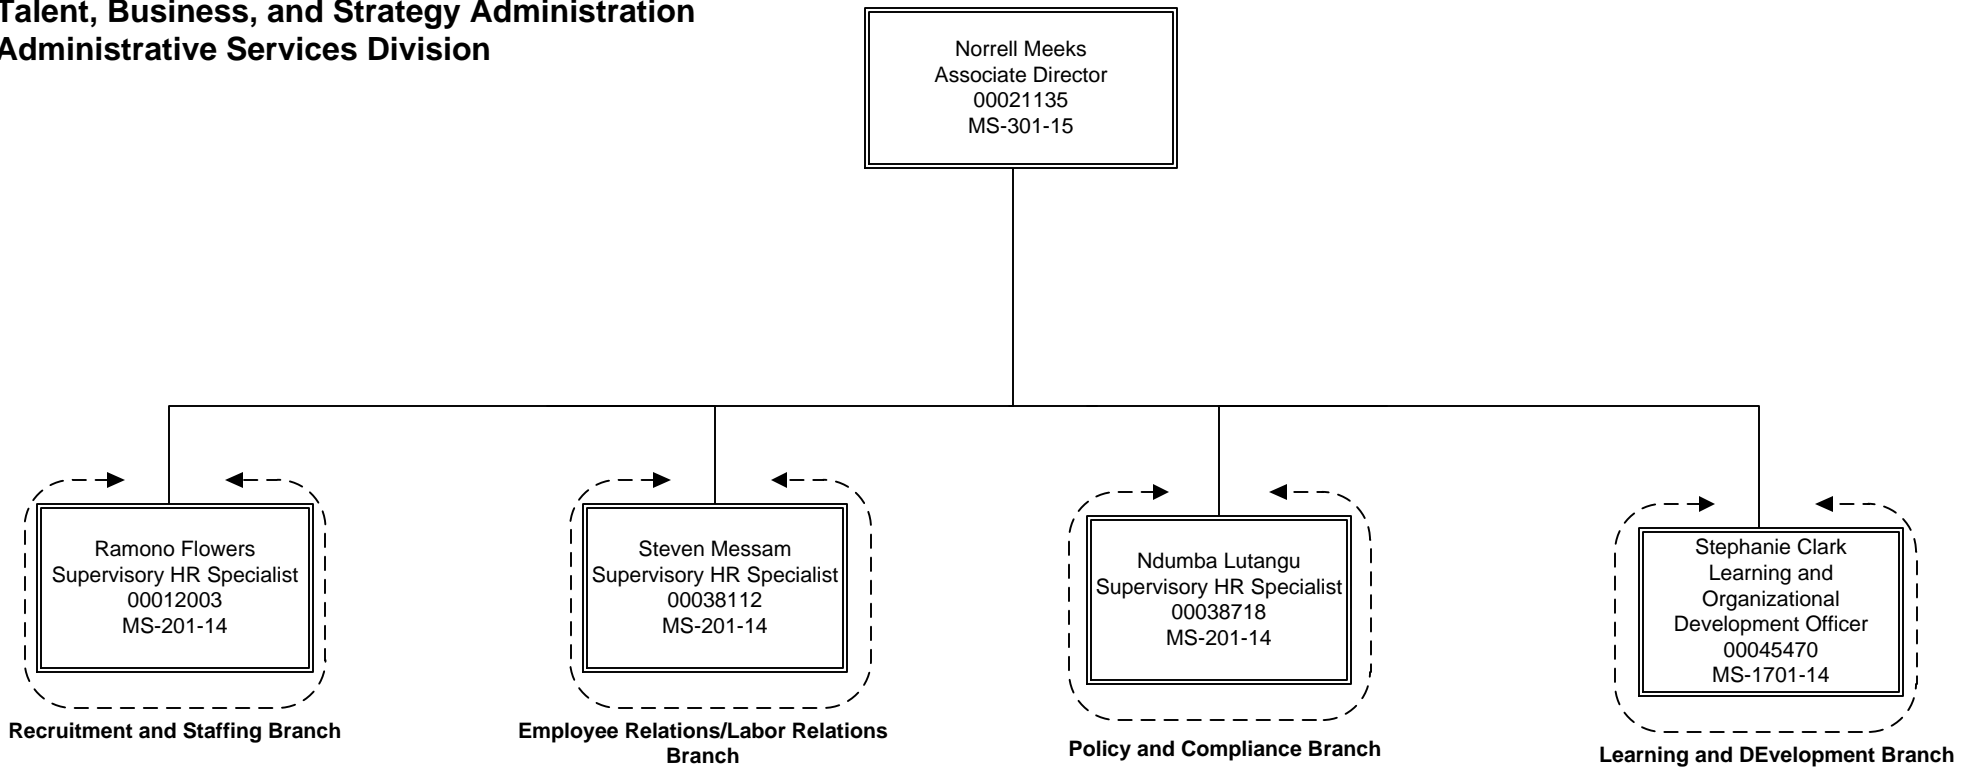 Talent, Business, and Strategy Administration
Administrative Services Division
Norrell Meeks
Associate Director
00021135
MS-301-15
Ramono Flowers
Supervisory HR Specialist
00012003
MS-201-14
Recruitment and Staffing Branch
Steven Messam
Supervisory HR Specialist
00038112
MS-201-14
Employee Relations/Labor Relations
Branch
Ndumba Lutangu
Supervisory HR Specialist
00038718
MS-201-14
Policy and Compliance Branch
Stephanie Clark
Learning and
Organizational
Development Officer
00045470
MS-1701-14
Learning and DEvelopment Branch